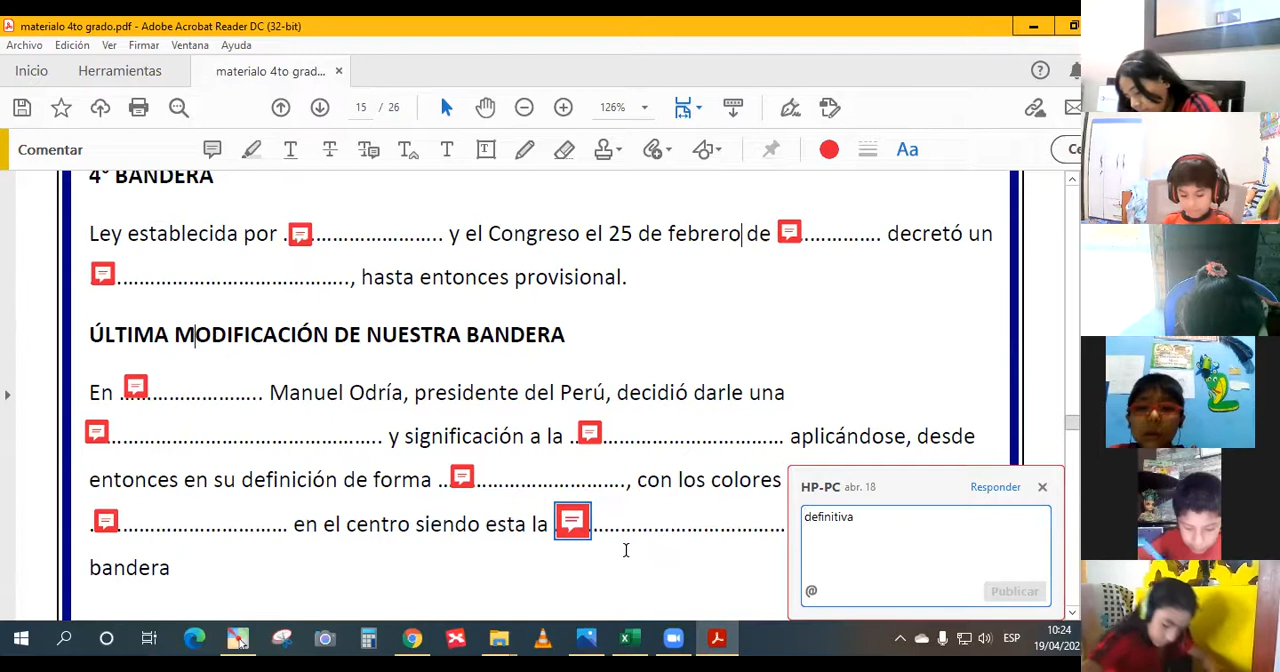 materialo 4to grado.pdf - Adobe Acrobat Reader DC (32-bit)
Archivo Edición Ver Firmar Ventana Ayuda
Inicio Herramientas materialo 4to grad... ×
15 / 26 126%
Comentar Aa Ce
4° BANDERA
Ley establecida por .……………………….. y el Congreso el 25 de febrero de …………….. decretó un
……………………………………….., hasta entonces provisional.
ÚLTIMA MODIFICACIÓN DE NUESTRA BANDERA
En ………………….. Manuel Odría, presidente del Perú, decidió darle una
……………………………………….. y significación a la ……………………………….. aplicándose, desde
entonces en su definición de forma ……………………………, con los colores
…………………………… en el centro siendo esta la ……………………………
bandera
HP-PC abr. 18 Responder
definitiva
@ Publicar
ESP
10:24
19/04/202